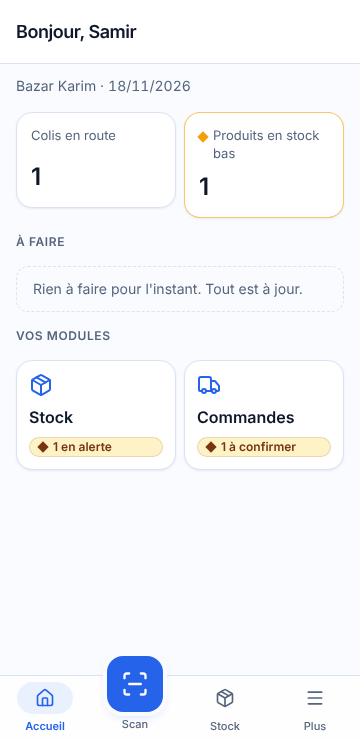 Bonjour, Samir
Bazar Karim · 18/11/2026
Colis en route
1
Produits en stock
bas
1
À FAIRE
Rien à faire pour l'instant. Tout est à jour.
VOS MODULES
Stock
1 en alerte
Commandes
1 à confirmer
Accueil
Scan
Stock
Plus